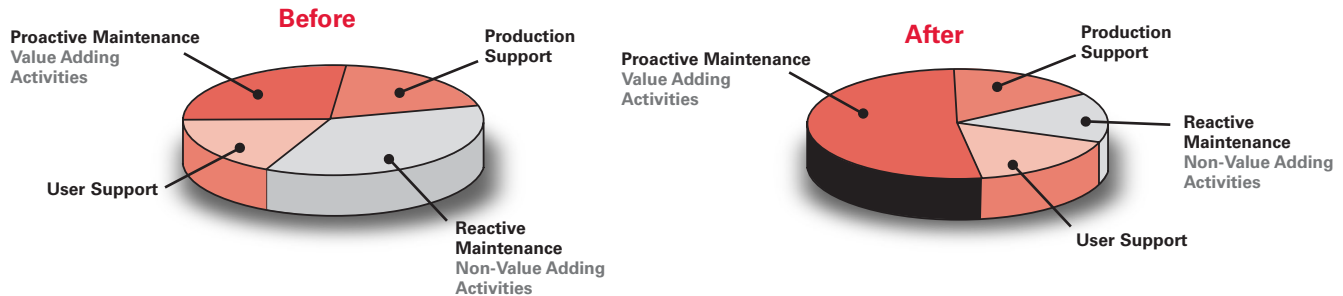 Before
Proactive Maintenance
Value Adding
Activities
Production
Support
User Support
Reactive
Maintenance
Non-Value Adding
Activities
After
Proactive Maintenance
Value Adding
Activities
Production
Support
Reactive
Maintenance
Non-Value Adding
Activities
User Support